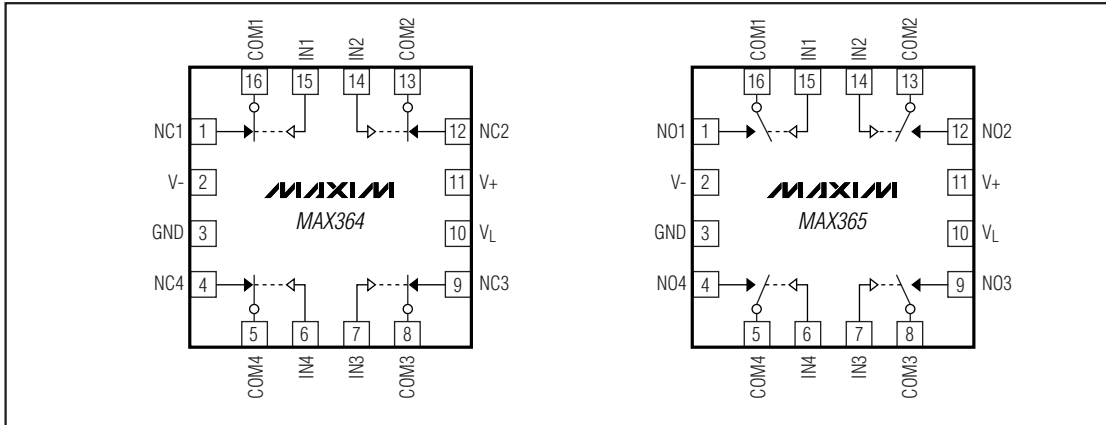 COM1 IN1 IN2 COM2
16 15 14 13
NC1 1 12 NC2
V- 2 11 V+
MAXIM
MAX364
GND 3 10 VL
NC4 4 9 NC3
5 6 7 8
COM4 IN4 IN3 COM3
COM1 IN1 IN2 COM2
16 15 14 13
NO1 1 12 NO2
V- 2 11 V+
MAXIM
MAX365
GND 3 10 VL
NO4 4 9 NO3
5 6 7 8
COM4 IN4 IN3 COM3